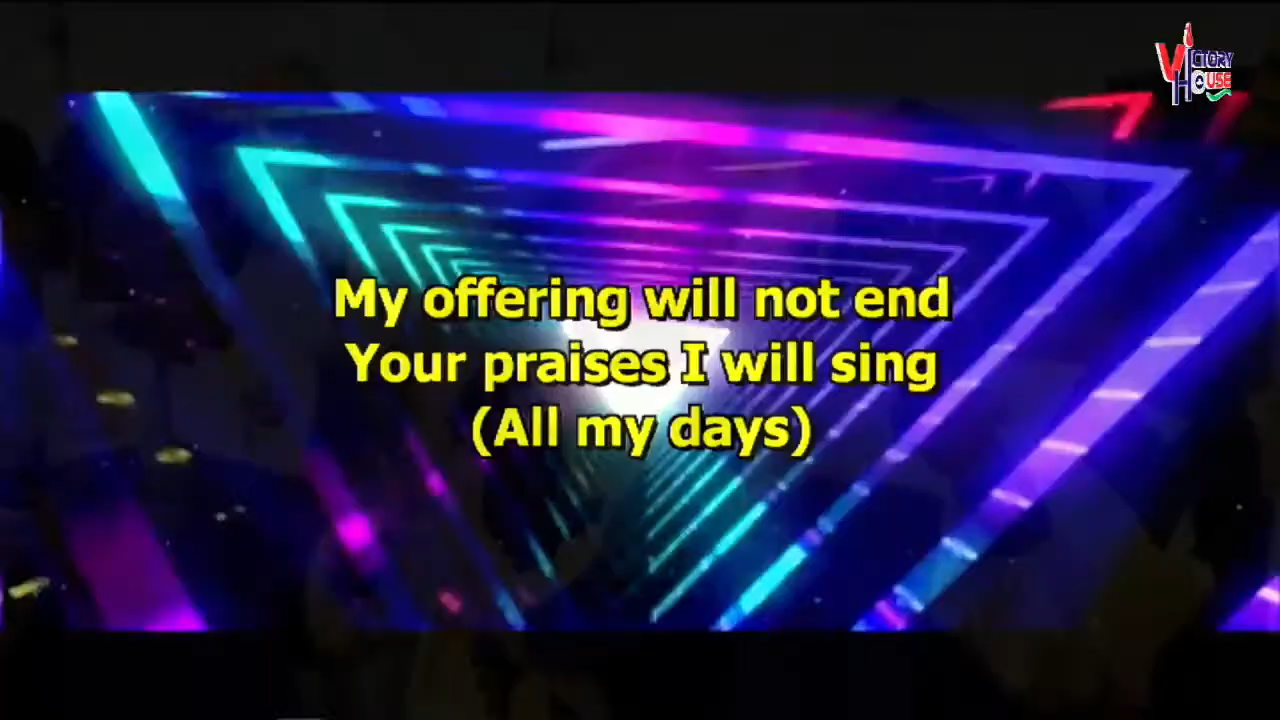 VICTORY
HOUSE
My offering will not end
Your praises I will sing
(All my days)